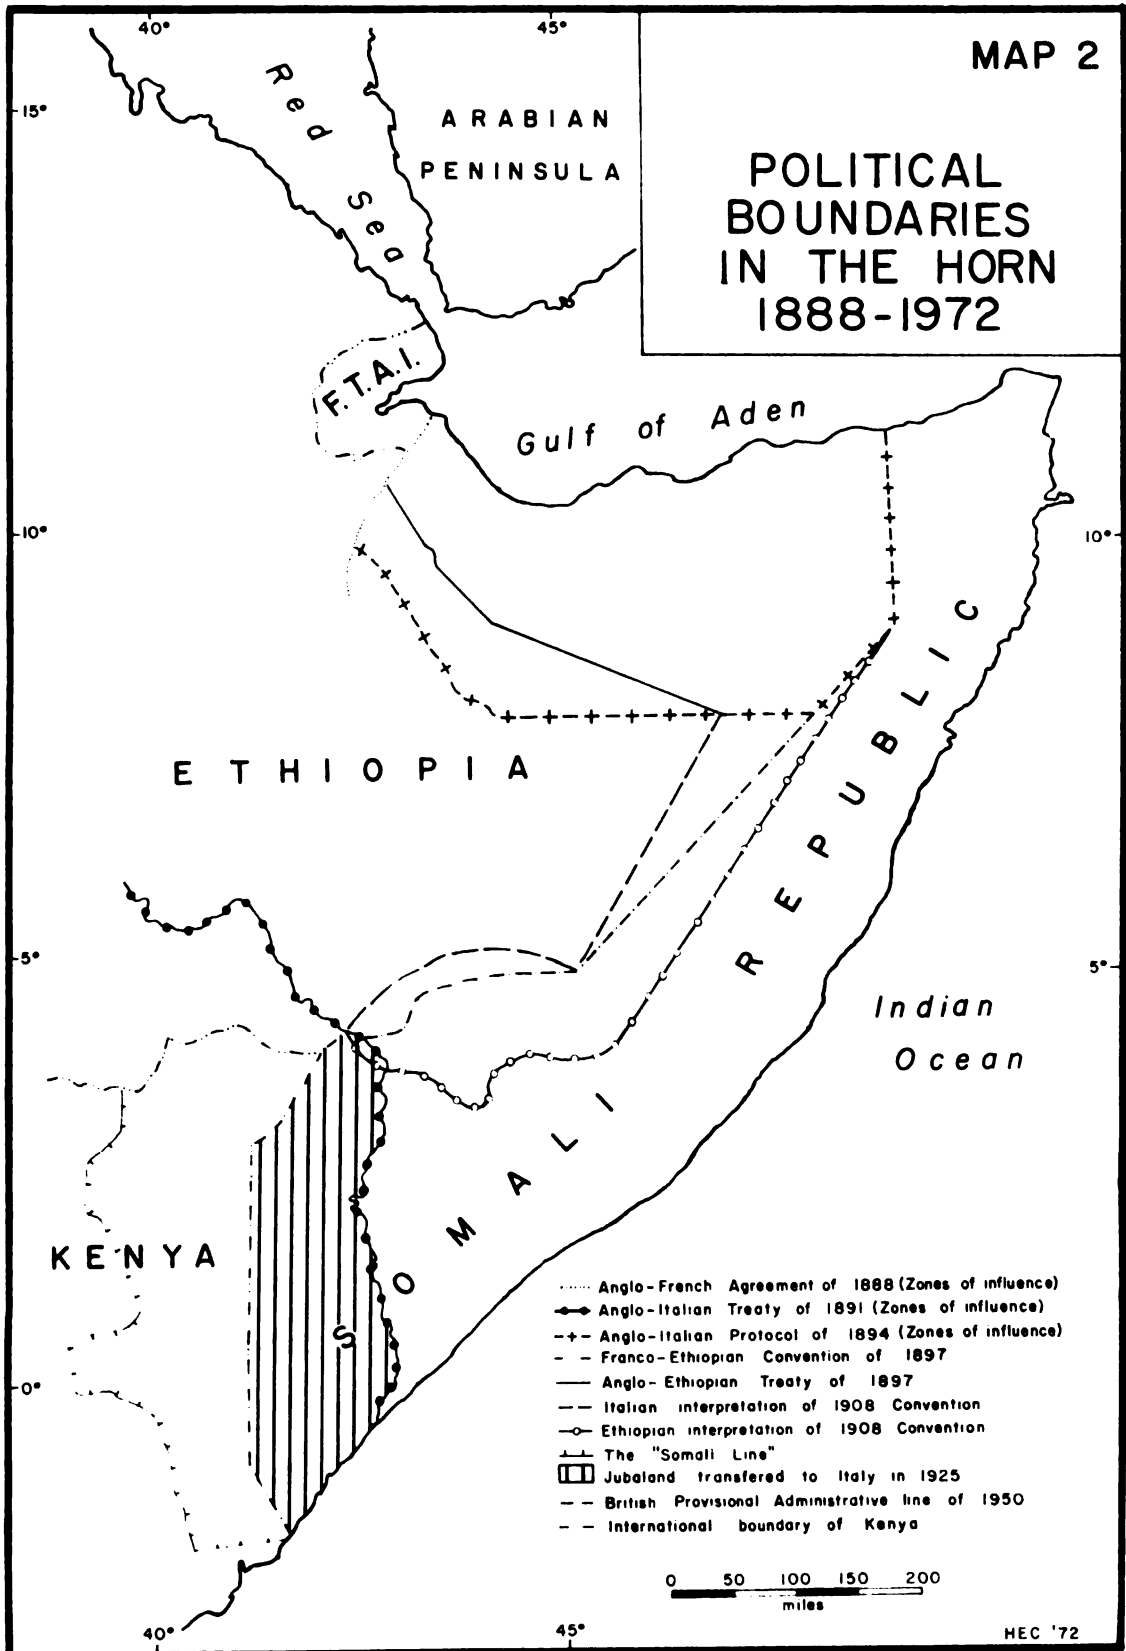 40°
45°
MAP 2
POLITICAL
BOUNDARIES
IN THE HORN
1888-1972
15°
Red Sea
ARABIAN
PENINSULA
F.T.A.I.
Gulf of Aden
10°
10°
ETHIOPIA
SOMALI REPUBLIC
5°
5°
Indian
Ocean
KENYA
0°
Anglo-French Agreement of 1888 (Zones of influence)
Anglo-Italian Treaty of 1891 (Zones of influence)
Anglo-Italian Protocol of 1894 (Zones of influence)
Franco-Ethiopian Convention of 1897
Anglo-Ethiopian Treaty of 1897
Italian interpretation of 1908 Convention
Ethiopian interpretation of 1908 Convention
The "Somali Line"
Jubaland transfered to Italy in 1925
British Provisional Administrative line of 1950
International boundary of Kenya
0 50 100 150 200
miles
40°
45°
HEC '72